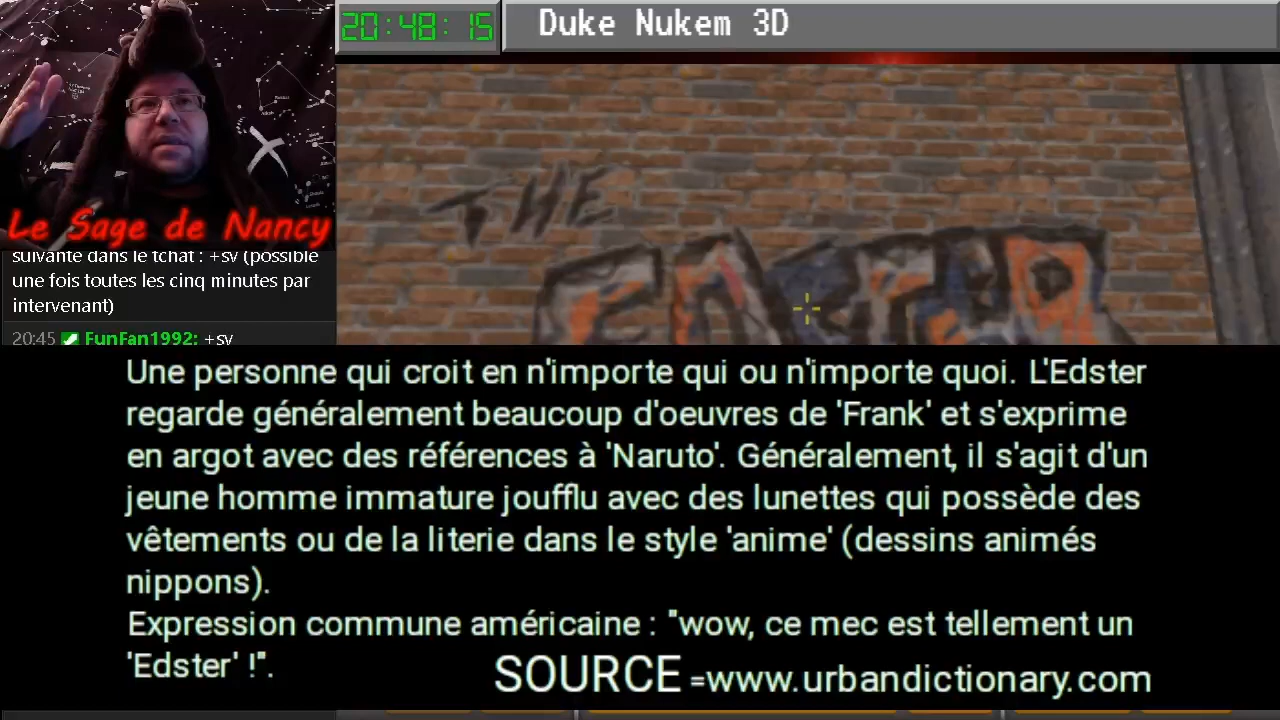 20:48:15
Duke Nukem 3D
Le Sage de Nancy
suivante dans le tchat : +sv (possible
une fois toutes les cinq minutes par
intervenant)
20:45 FunFan1992: +sv
THE
Une personne qui croit en n'importe qui ou n'importe quoi. L'Edster
regarde généralement beaucoup d'oeuvres de 'Frank' et s'exprime
en argot avec des références à 'Naruto'. Généralement, il s'agit d'un
jeune homme immature joufflu avec des lunettes qui possède des
vêtements ou de la literie dans le style 'anime' (dessins animés
nippons).
Expression commune américaine : "wow, ce mec est tellement un
'Edster' !".
SOURCE =www.urbandictionary.com